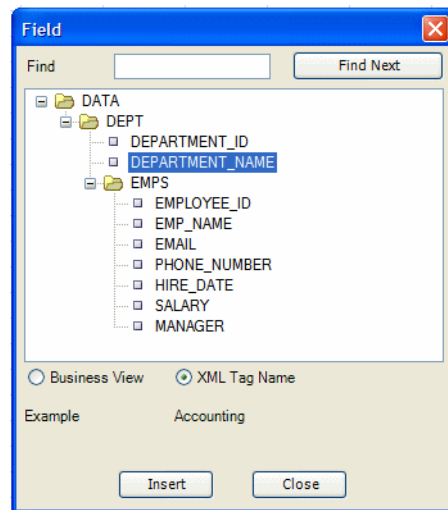 Field
Find Find Next
DATA
DEPT
DEPARTMENT_ID
DEPARTMENT_NAME
EMPS
EMPLOYEE_ID
EMP_NAME
EMAIL
PHONE_NUMBER
HIRE_DATE
SALARY
MANAGER
Business View XML Tag Name
Example Accounting
Insert Close